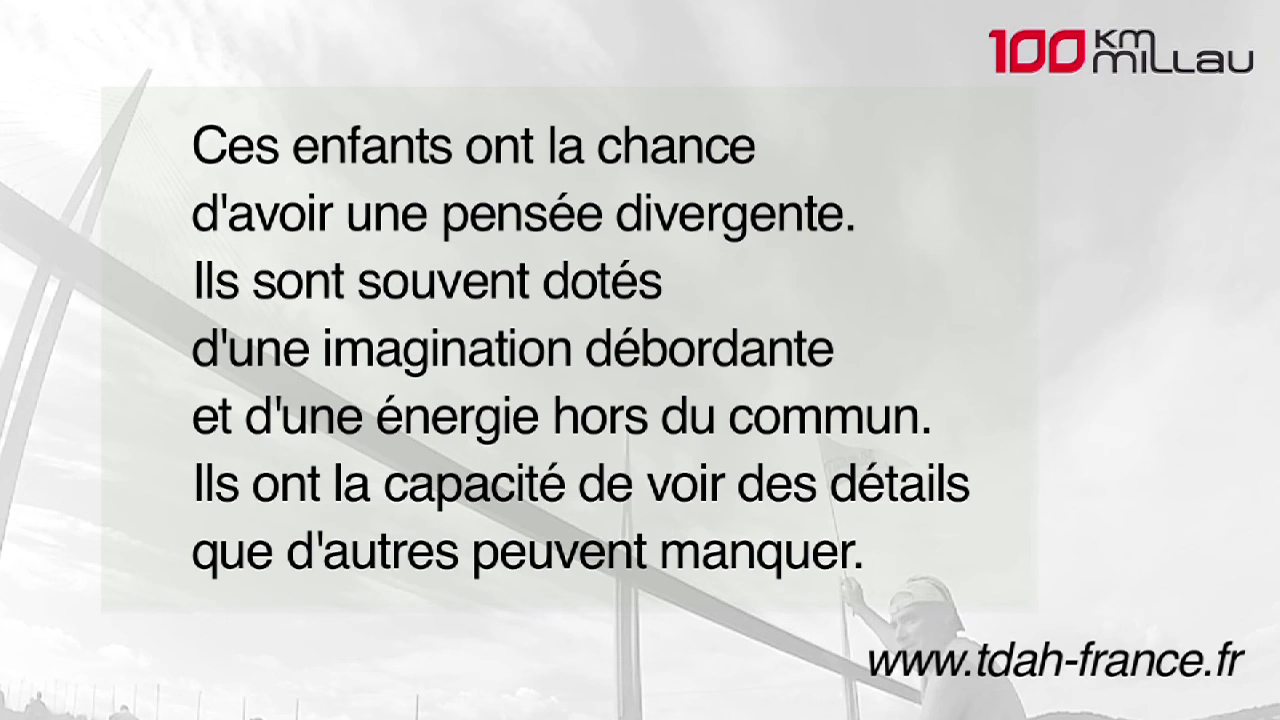 100 KM MILLAU
Ces enfants ont la chance
d'avoir une pensée divergente.
Ils sont souvent dotés
d'une imagination débordante
et d'une énergie hors du commun.
Ils ont la capacité de voir des détails
que d'autres peuvent manquer.
www.tdah-france.fr